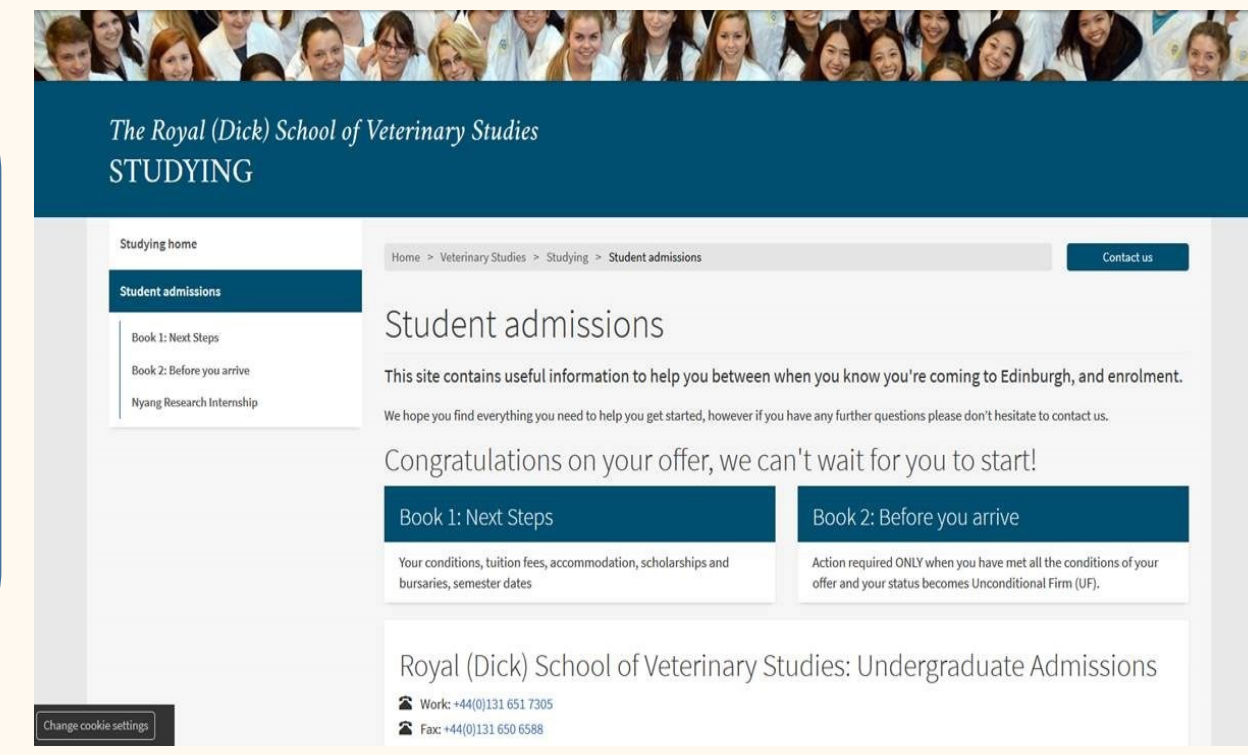 The Royal (Dick) School of Veterinary Studies
STUDYING
Studying home
Student admissions
Book 1: Next Steps
Book 2: Before you arrive
Nyang Research Internship
Home > Veterinary Studies > Studying > Student admissions
Contact us
Student admissions
This site contains useful information to help you between when you know you're coming to Edinburgh, and enrolment.
We hope you find everything you need to help you get started, however if you have any further questions please don't hesitate to contact us.
Congratulations on your offer, we can't wait for you to start!
Book 1: Next Steps
Your conditions, tuition fees, accommodation, scholarships and
bursaries, semester dates
Book 2: Before you arrive
Action required ONLY when you have met all the conditions of your
offer and your status becomes Unconditional Firm (UF).
Royal (Dick) School of Veterinary Studies: Undergraduate Admissions
Work: +44(0)131 651 7305
Fax: +44(0)131 650 6588
Change cookie settings